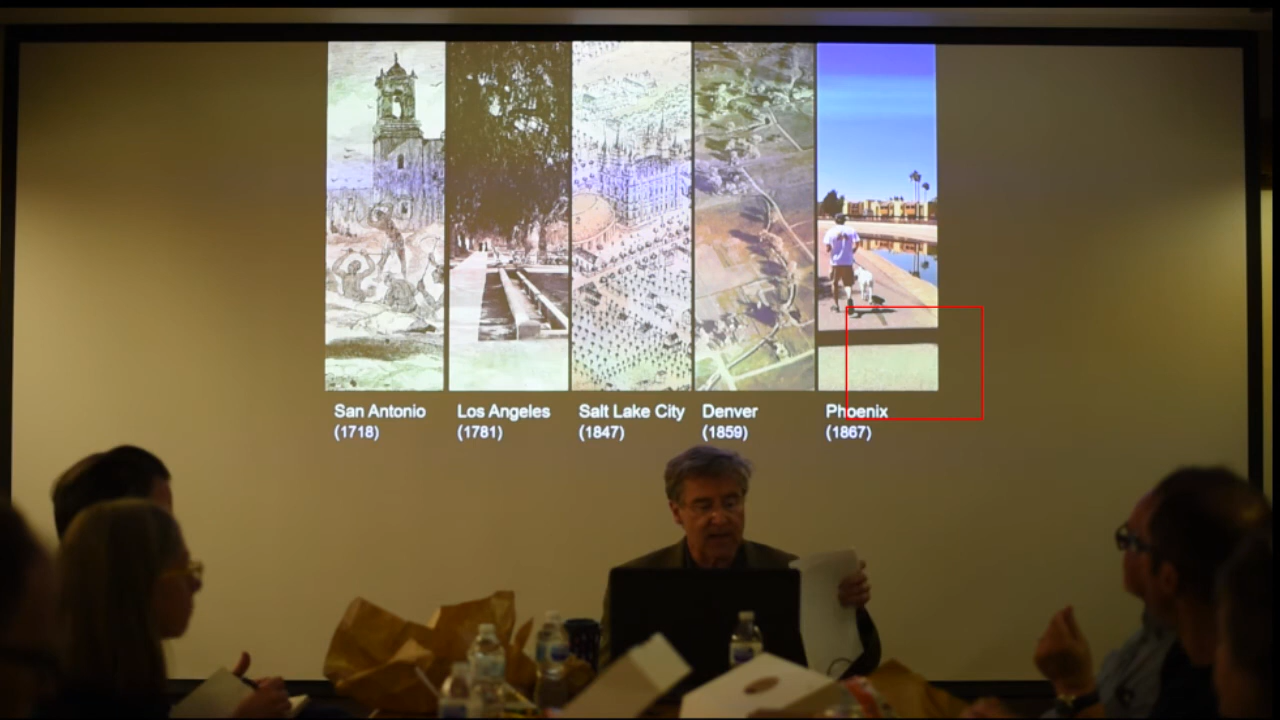 San Antonio
(1718)
Los Angeles
(1781)
Salt Lake City
(1847)
Denver
(1859)
Phoenix
(1867)